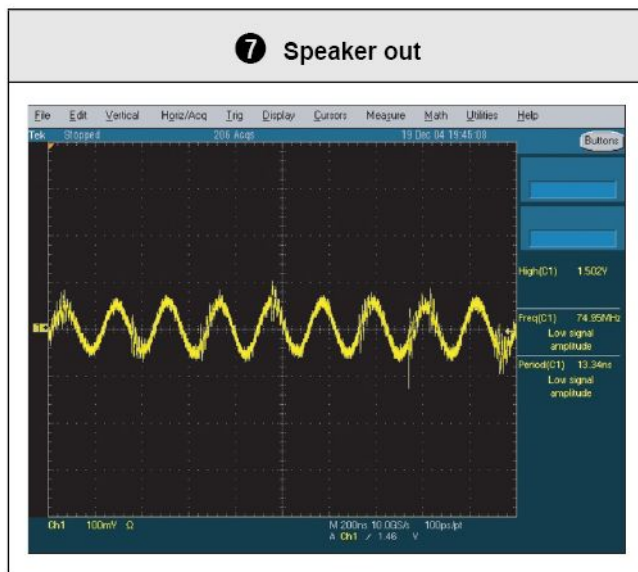 7 Speaker out
File Edit Vertical Horiz/Acq Trig Display Cursors Measure Math Utilities Help
Tek Stopped 206 Acqs 19 Dec 04 19:45:08
Buttons
High(C1) 1.502V
Freq(C1) 74.95MHz
Low signal
amplitude
Period(C1) 13.34ns
Low signal
amplitude
Ch1 100mV Ω M 200ns 10.0GS/s 100ps/pt
A Ch1 / 1.46 V